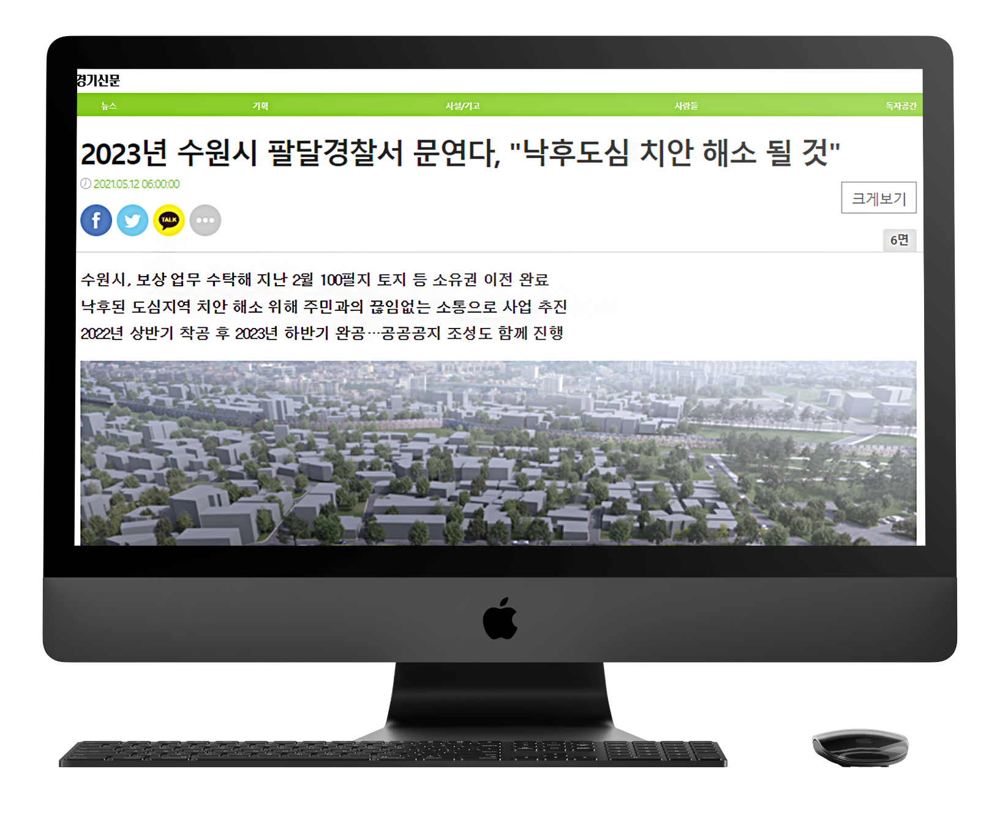 경기신문
뉴스 기획 사설/기고 사람들 독자공간
2023년 수원시 팔달경찰서 문연다, "낙후도심 치안 해소 될 것"
2021.05.12 06:00:00
크게보기
TALK
6면
수원시, 보상 업무 수탁해 지난 2월 100필지 토지 등 소유권 이전 완료
낙후된 도심지역 치안 해소 위해 주민과의 끊임없는 소통으로 사업 추진
2022년 상반기 착공 후 2023년 하반기 완공…공공공지 조성도 함께 진행